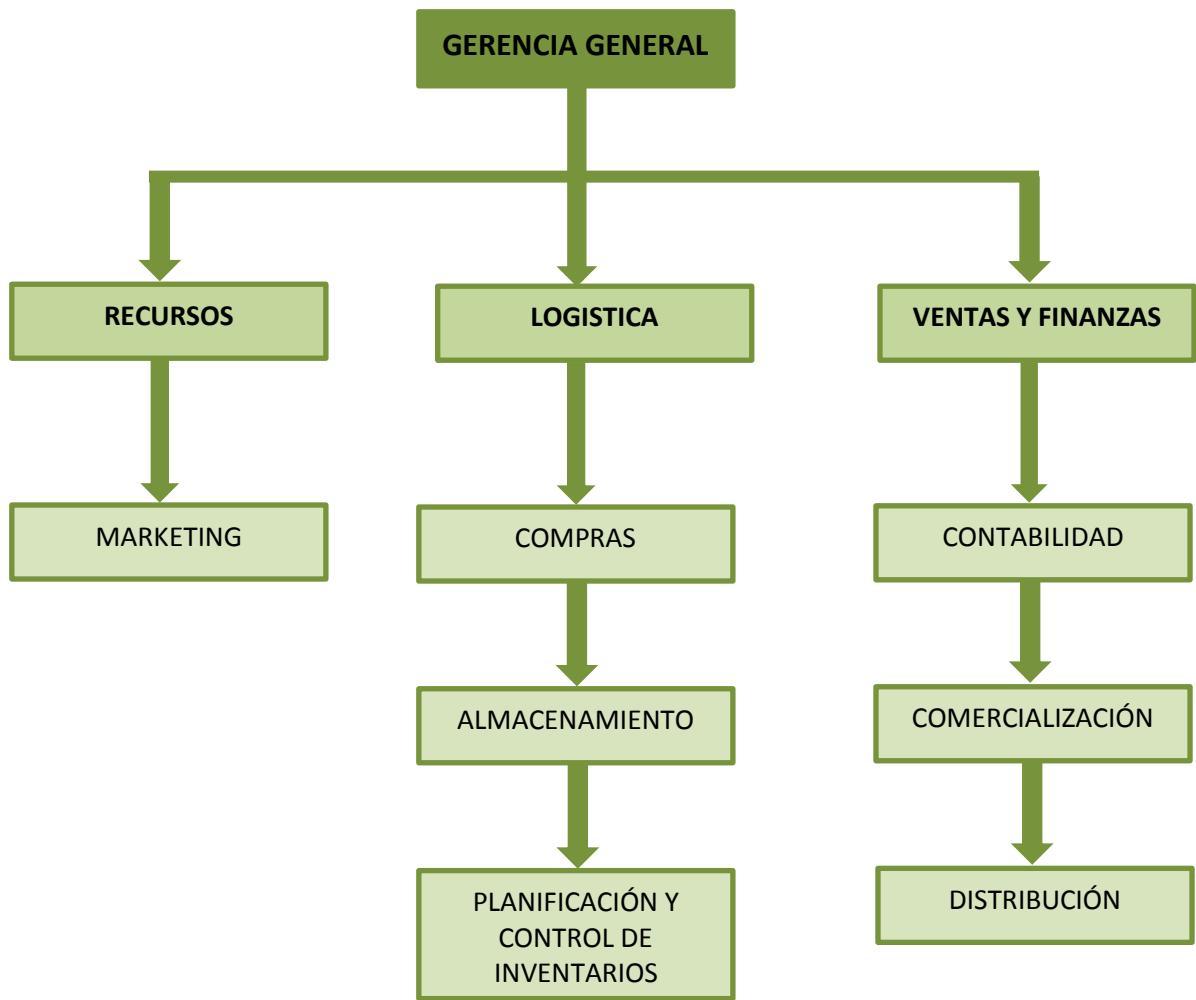 GERENCIA GENERAL
RECURSOS
LOGISTICA
VENTAS Y FINANZAS
MARKETING
COMPRAS
CONTABILIDAD
ALMACENAMIENTO
COMERCIALIZACIÓN
PLANIFICACIÓN Y
CONTROL DE
INVENTARIOS
DISTRIBUCIÓN